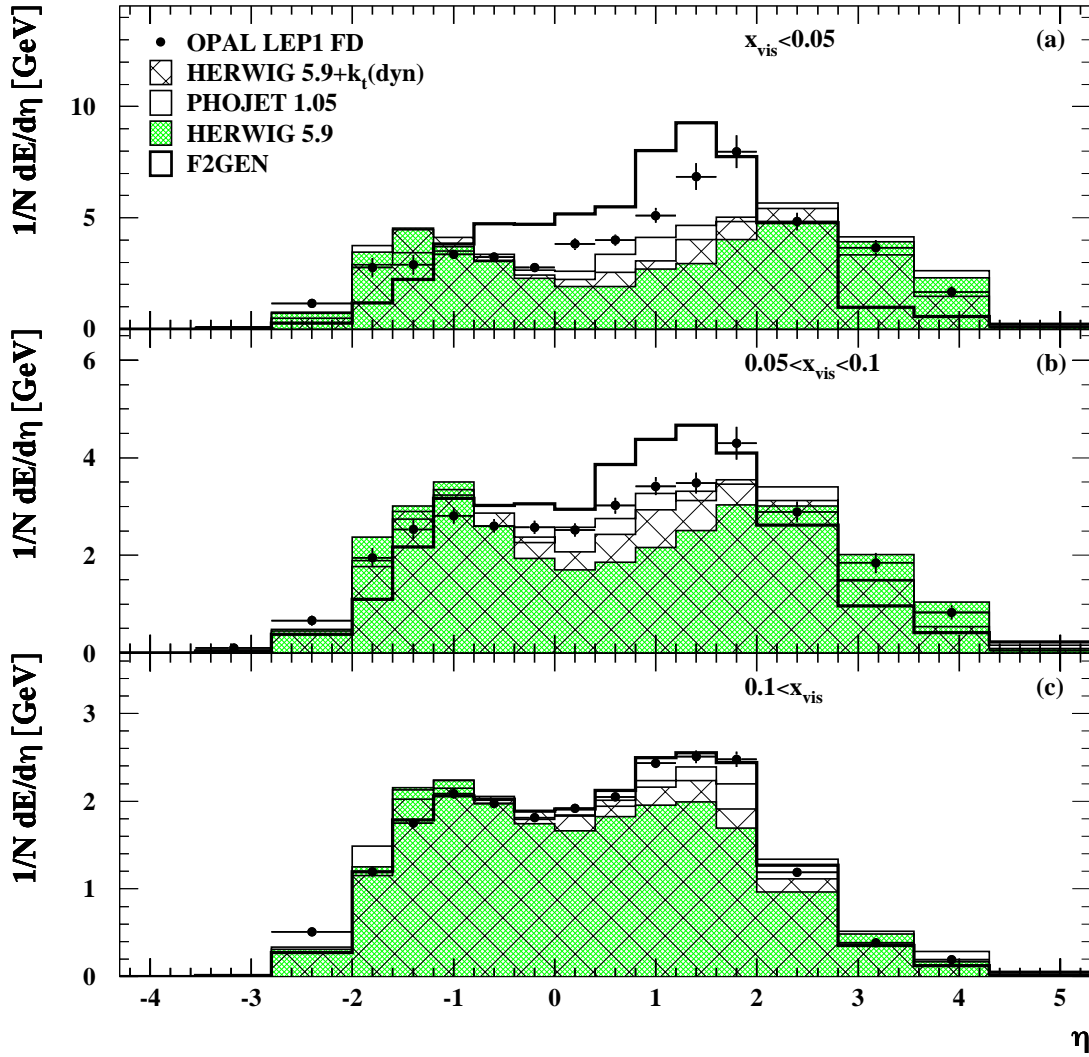 1/N dE/dη [GeV]
x_vis<0.05
(a)
OPAL LEP1 FD
HERWIG 5.9+k_t(dyn)
PHOJET 1.05
HERWIG 5.9
F2GEN
10
5
0
1/N dE/dη [GeV]
0.05<x_vis<0.1
(b)
6
4
2
0
1/N dE/dη [GeV]
0.1<x_vis
(c)
3
2
1
0
-4 -3 -2 -1 0 1 2 3 4 5
η